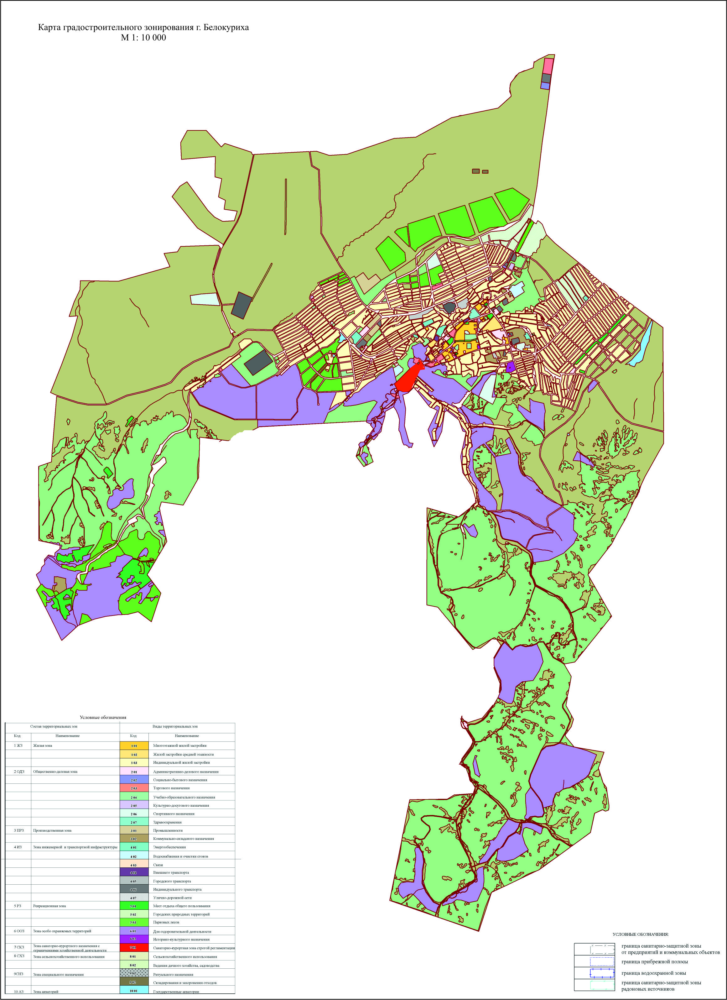 Карта градостроительного зонирования г. Белокуриха
М 1: 10 000
Условные обозначения
Состав территориальных зон Виды территориальных зон
Код Наименование Код Наименование
1 ЖЗ Жилая зона 1 01 Многоэтажной жилой застройки
1 02 Жилой застройки средней этажности
1 03 Индивидуальной жилой застройки
2 ОДЗ Общественно-деловая зона 2 01 Административно-делового назначения
2 02 Социально-бытового назначения
2 03 Торгового назначения
2 04 Учебно-образовательного назначения
2 05 Культурно-досугового назначения
2 06 Спортивного назначения
2 07 Здравоохранения
3 ПРЗ Производственная зона 3 01 Промышленности
3 02 Коммунально-складского назначения
4 ИЗ Зона инженерной и транспортной инфраструктуры 4 01 Энергообеспечения
4 02 Водоснабжения и очистки стоков
4 03 Связи
4 04 Внешнего транспорта
4 05 Городского транспорта
4 06 Индивидуального транспорта
4 07 Улично-дорожной сети
5 РЗ Рекреационная зона 5 01 Мест отдыха общего пользоввания
5 02 Городских природных территорий
5 03 Парковых лесов
6 ООЗ Зона особо охраняемых территорий 6 01 Для оздоровительной деятельности
6 02 Историко-культурного назначения
7 СКЗ Зона санаторно-курортного назначения с
ограничениями хозяйственной деятельности 7 01 Санаторно-курортная зона строгой регламентации
8 СХЗ Зона сельскохозяйственного использования 8 01 Сельскохозяйственного использования
8 02 Ведения дачного хозяйства, садоводства
9СНЗ Зона специального назначения 9 01 Ритуального назначения
9 02 Складирования и захоронения отходов
10 АЗ Зона акваторий 10 01 Государственные акватории
УСЛОВНЫЕ ОБОЗНАЧЕНИЯ:
граница санитарно-защитной зоны
от предприятий и коммунальных объектов
граница прибрежной полосы
граница водоохранной зоны
граница санитарно-защитной зоны
радоновых источников